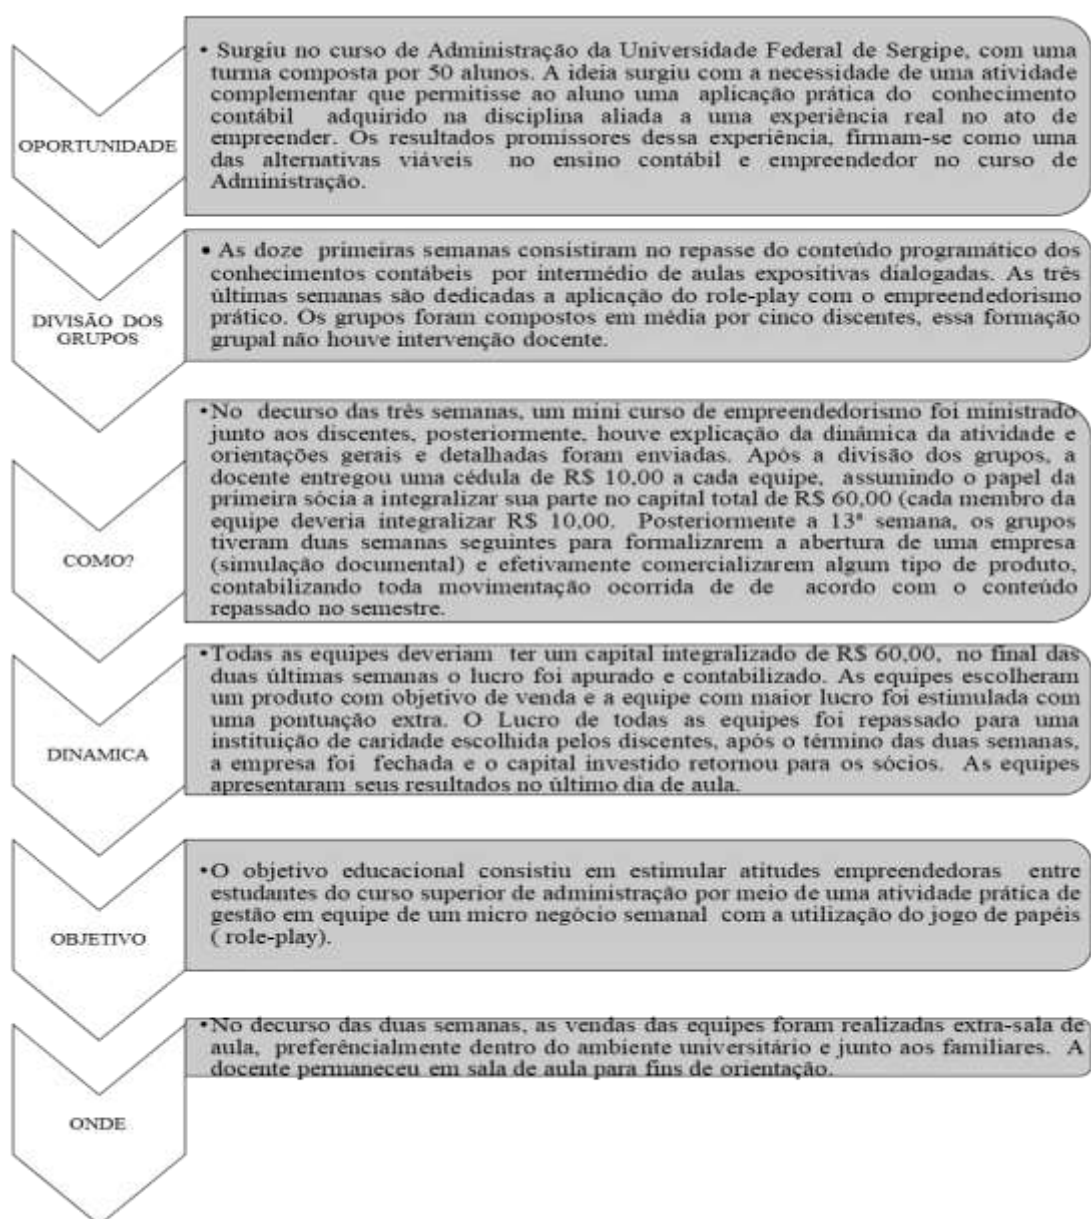 OPORTUNIDADE
• Surgiu no curso de Administração da Universidade Federal de Sergipe, com uma
turma composta por 50 alunos. A ideia surgiu com a necessidade de uma atividade
complementar que permitisse ao aluno uma aplicação prática do conhecimento
contábil adquirido na disciplina aliada a uma experiência real no ato de
empreender. Os resultados promissores dessa experiência, firmam-se como uma
das alternativas viáveis no ensino contábil e empreendedor no curso de
Administração.
DIVISÃO DOS
GRUPOS
• As doze primeiras semanas consistiram no repasse do conteúdo programático dos
conhecimentos contábeis por intermédio de aulas expositivas dialogadas. As três
últimas semanas são dedicadas a aplicação do role-play com o empreendedorismo
prático. Os grupos foram compostos em média por cinco discentes, essa formação
grupal não houve intervenção docente.
COMO?
•No decurso das três semanas, um mini curso de empreendedorismo foi ministrado
junto aos discentes, posteriormente, houve explicação da dinâmica da atividade e
orientações gerais e detalhadas foram enviadas. Após a divisão dos grupos, a
docente entregou uma cédula de R$ 10,00 a cada equipe, assumindo o papel da
primeira sócia a integralizar sua parte no capital total de R$ 60,00 (cada membro da
equipe deveria integralizar R$ 10,00. Posteriormente a 13ª semana, os grupos
tiveram duas semanas seguintes para formalizarem a abertura de uma empresa
(simulação documental) e efetivamente comercializarem algum tipo de produto,
contabilizando toda movimentação ocorrida de de acordo com o conteúdo
repassado no semestre.
DINAMICA
•Todas as equipes deveriam ter um capital integralizado de R$ 60,00, no final das
duas últimas semanas o lucro foi apurado e contabilizado. As equipes escolheram
um produto com objetivo de venda e a equipe com maior lucro foi estimulada com
uma pontuação extra. O Lucro de todas as equipes foi repassado para uma
instituição de caridade escolhida pelos discentes, após o término das duas semanas,
a empresa foi fechada e o capital investido retornou para os sócios. As equipes
apresentaram seus resultados no último dia de aula.
OBJETIVO
•O objetivo educacional consistiu em estimular atitudes empreendedoras entre
estudantes do curso superior de administração por meio de uma atividade prática de
gestão em equipe de um micro negócio semanal com a utilização do jogo de papéis
( role-play).
ONDE
•No decurso das duas semanas, as vendas das equipes foram realizadas extra-sala de
aula, preferêncialmente dentro do ambiente universitário e junto aos familiares. A
docente permaneceu em sala de aula para fins de orientação.